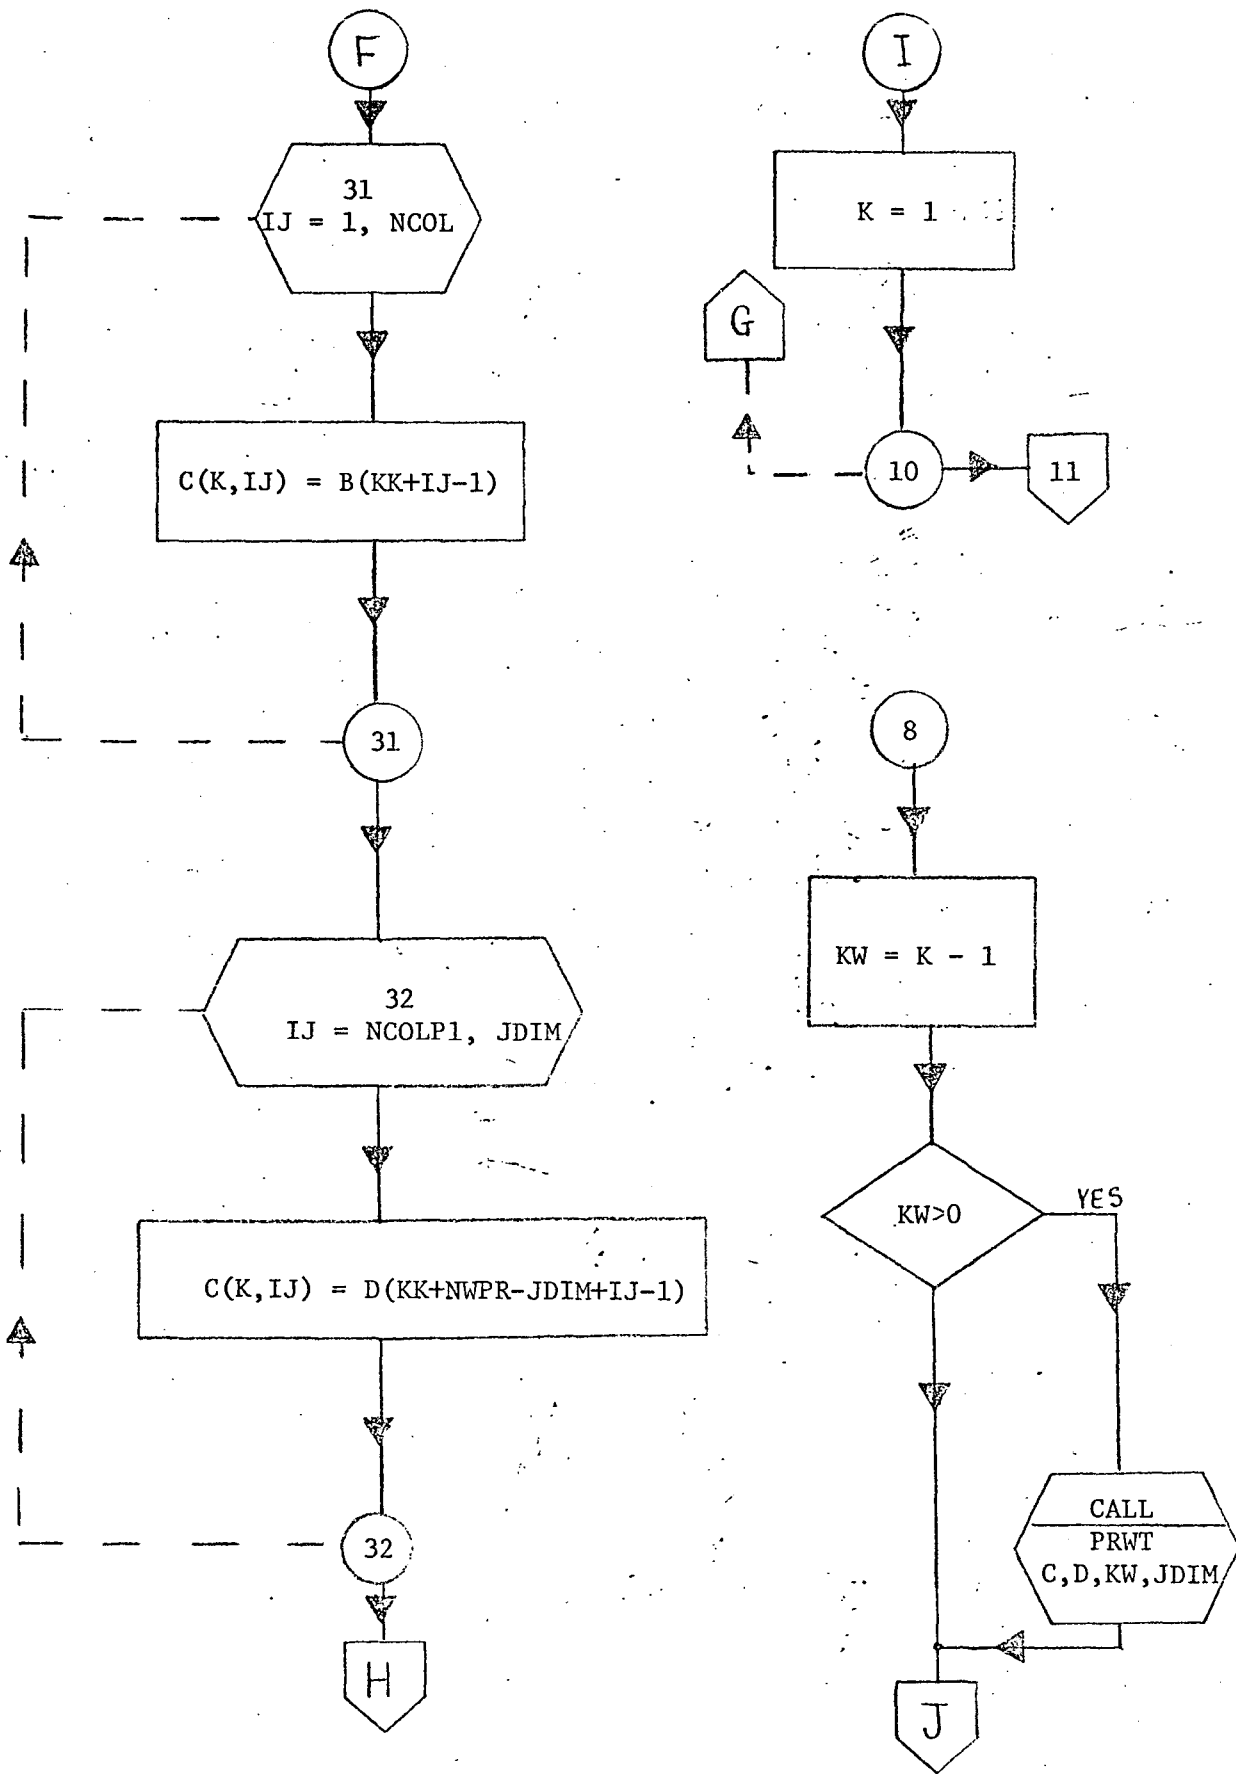 F
31
IJ = 1, NCOL
C(K,IJ) = B(KK+IJ-1)
31
32
IJ = NCOLP1, JDIM
C(K,IJ) = D(KK+NWPR-JDIM+IJ-1)
32
H
I
K = 1
G
10
11
8
KW = K - 1
KW>0
YES
CALL
PRWT
C,D,KW,JDIM
J